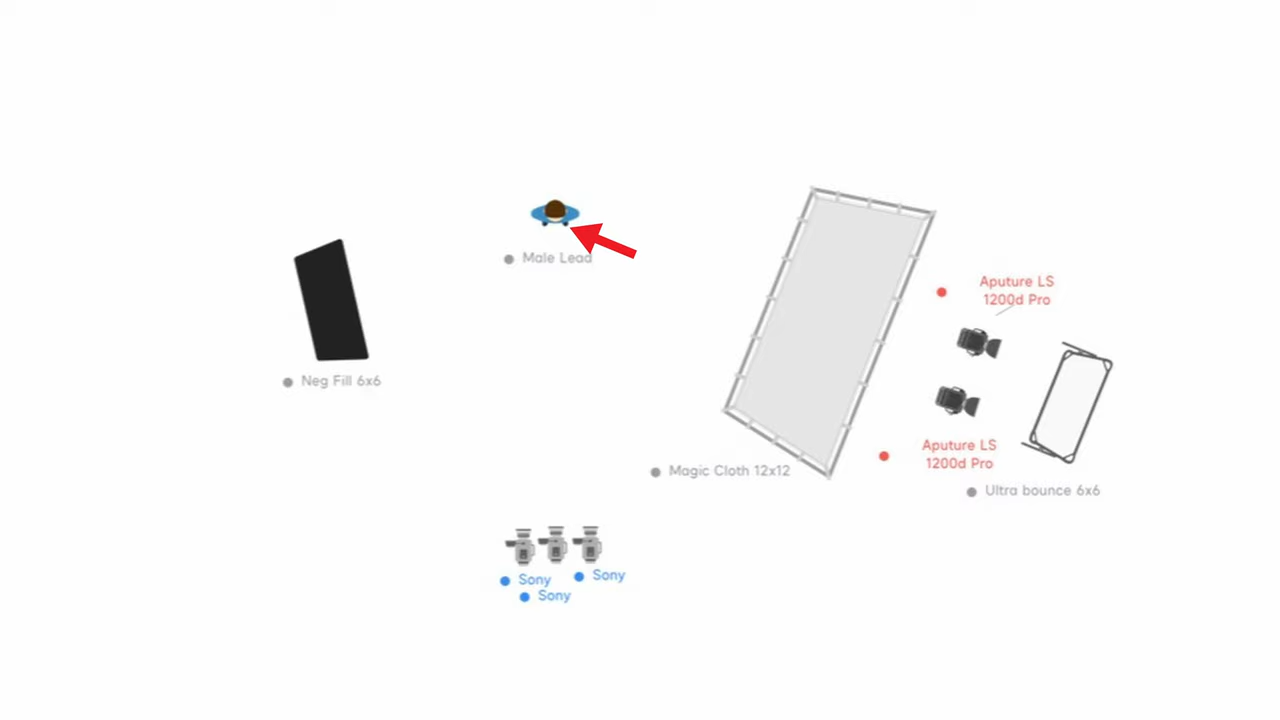 Male Lead
Aputure LS
1200d Pro
Neg Fill 6x6
Aputure LS
1200d Pro
Magic Cloth 12x12
Ultra bounce 6x6
Sony
Sony
Sony